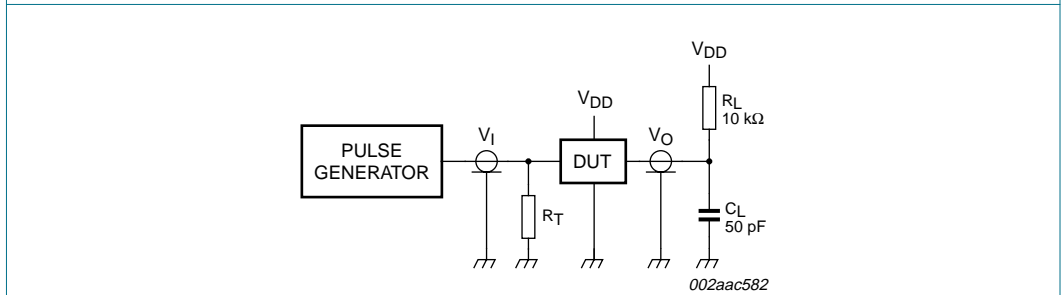 VDD
RL
10 kΩ
VDD
VI
VO
PULSE
GENERATOR
DUT
RT
CL
50 pF
002aac582